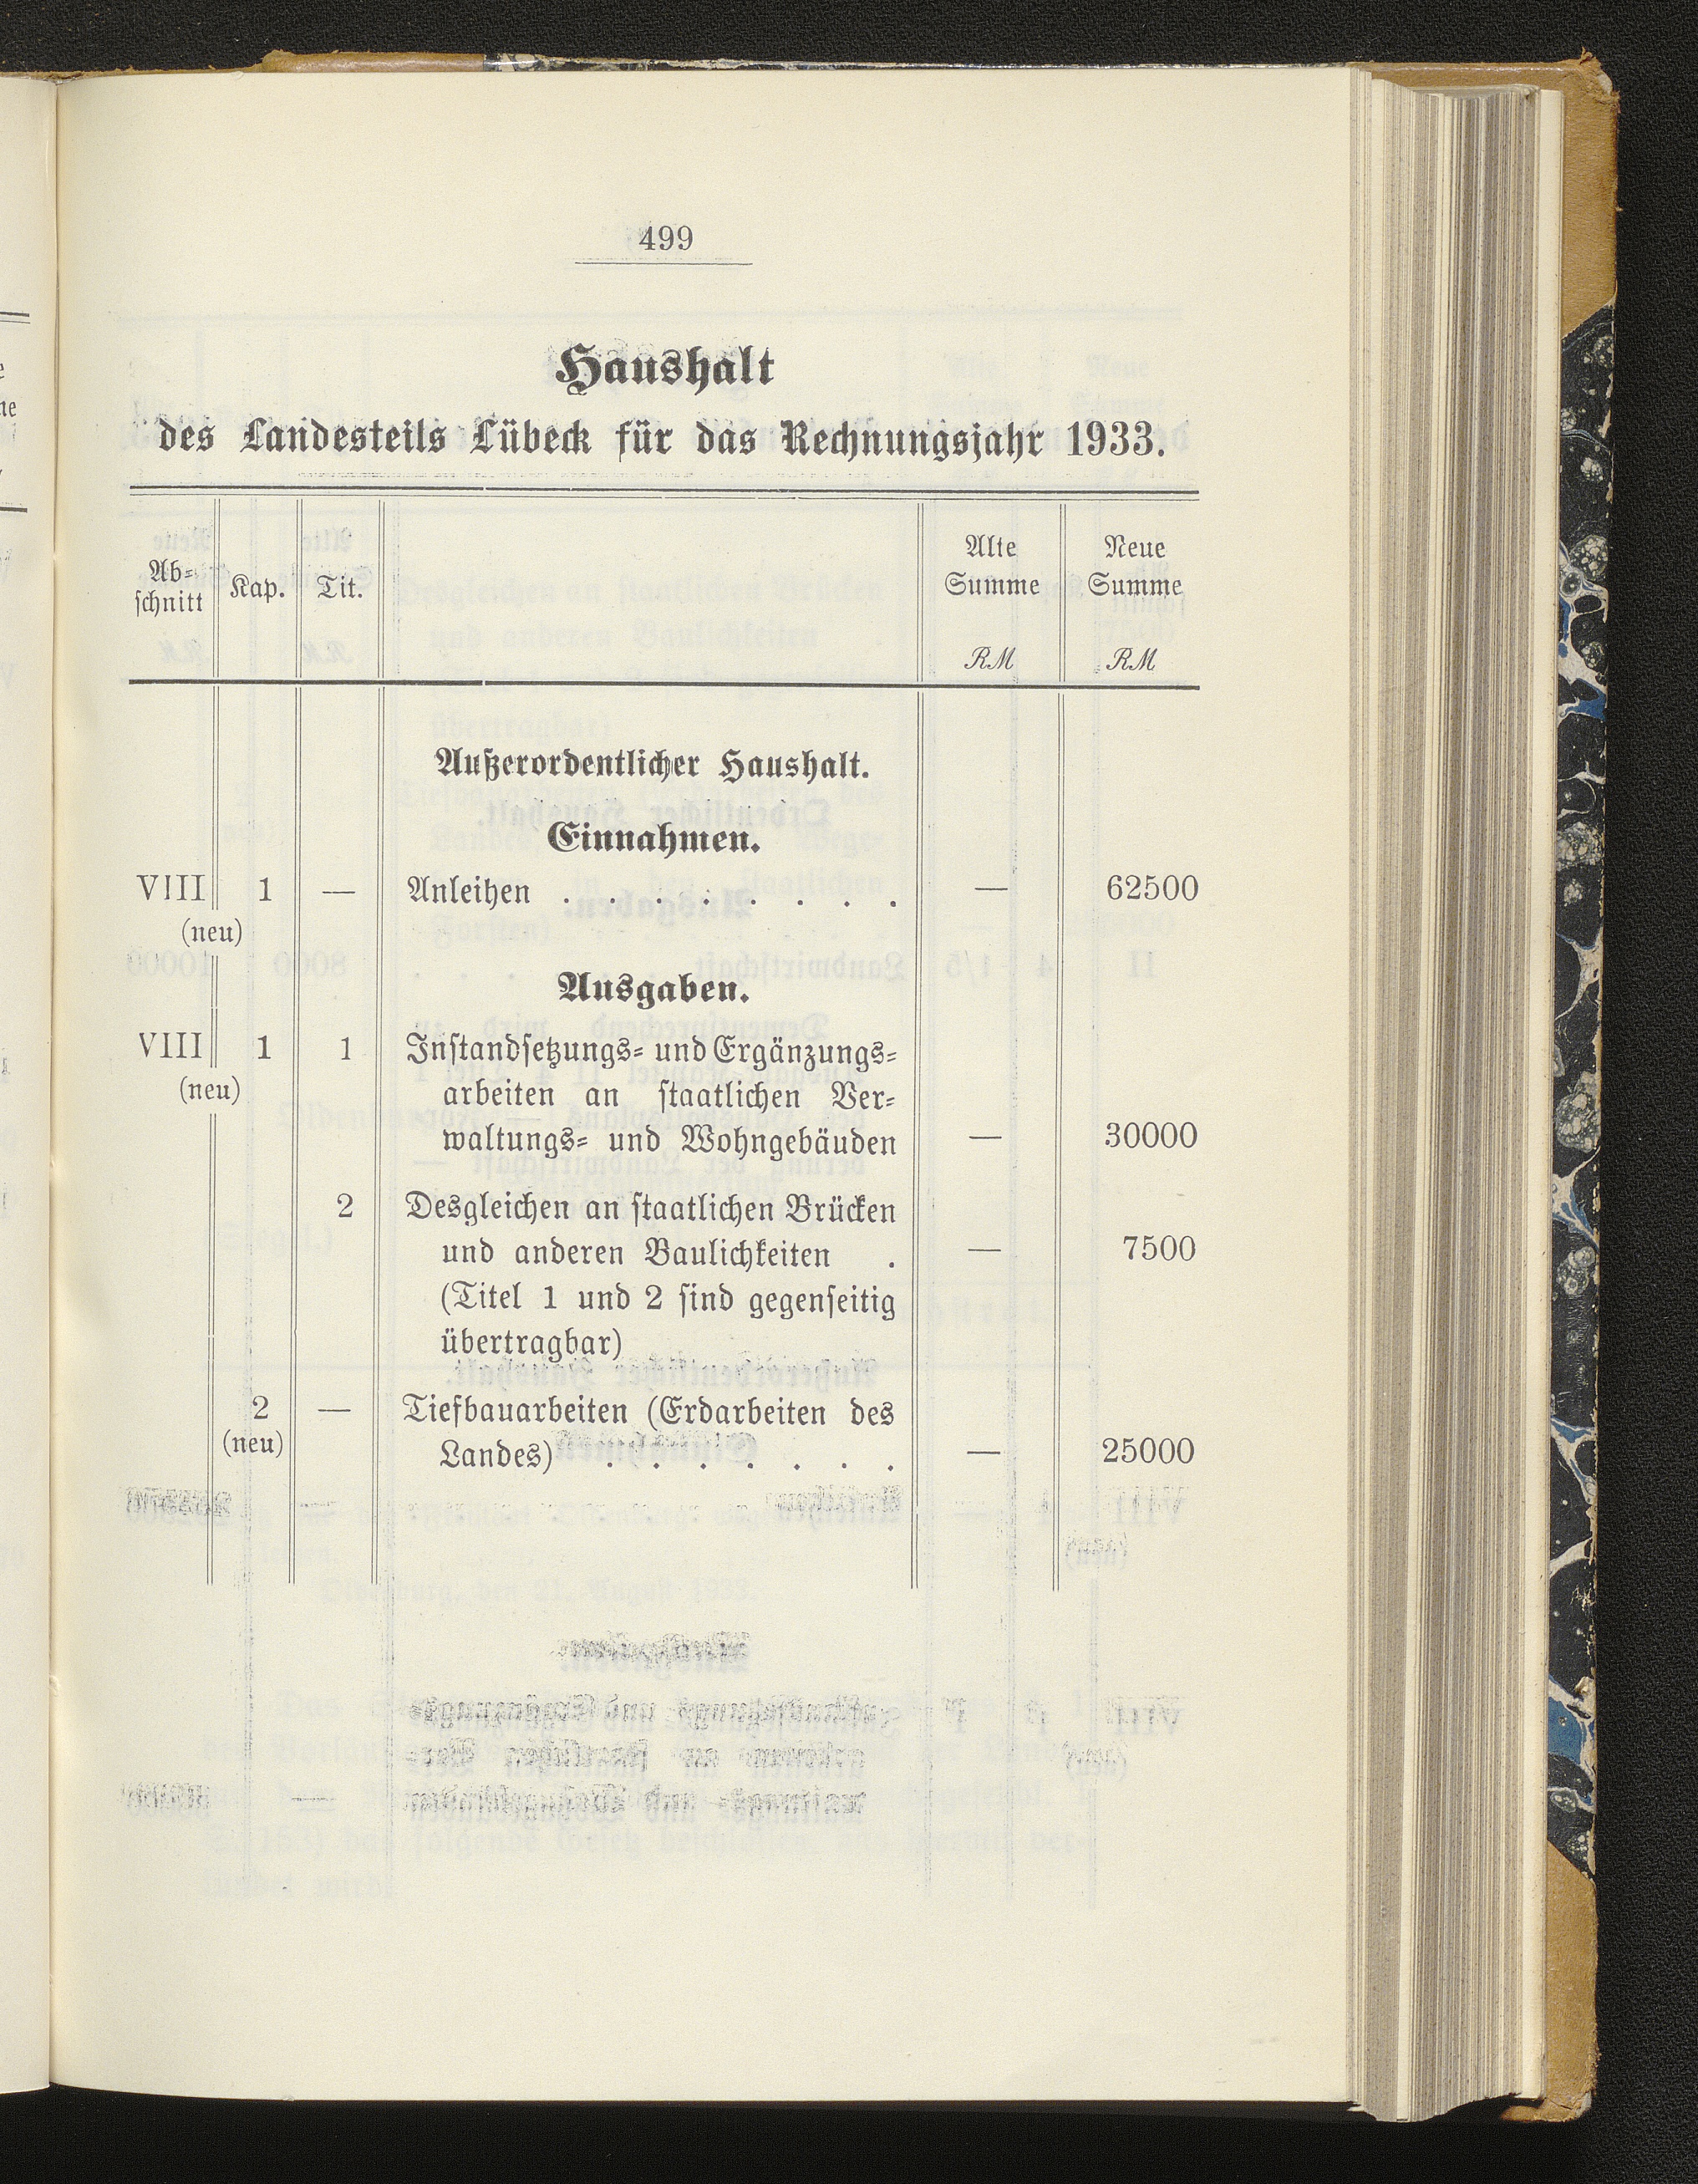 499
Haushalt
des Landesteils Lübeck für das Rechnungsjahr 1933.
Ab-
schnitt Kap. Tit. Alte Summe RM Neue Summe RM
Außerordentlicher Haushalt.
Einnahmen.
VIII 1 — Anleihen . . . . . . . . — 62500
(neu)
Ausgaben.
VIII 1 1 Instandsetzungs- und Ergänzungs-
(neu) arbeiten an staatlichen Ver-
waltungs- und Wohngebäuden — 30000
2 Desgleichen an staatlichen Brücken
und anderen Baulichkeiten . — 7500
(Titel 1 und 2 sind gegenseitig
übertragbar)
2 — Tiefbauarbeiten (Erdarbeiten des
(neu) Landes) . . . . . . . — 25000